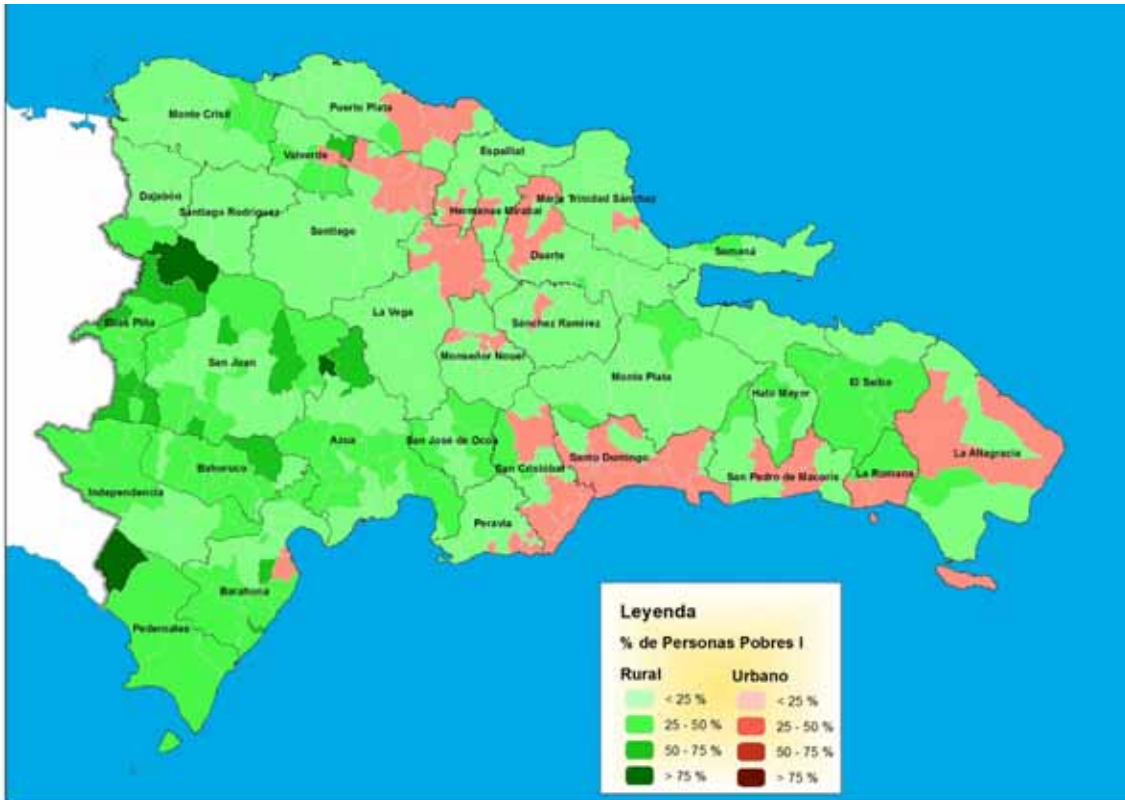 Puerto Plata
Monte Cristi
Espaillat
Valverde
Dajabón
Santiago Rodríguez
Hermanas Mirabal
María Trinidad Sánchez
Santiago
Duarte
Samaná
La Vega
Sánchez Ramírez
Elías Piña
San Juan
Monseñor Nouel
Monte Plata
Hato Mayor
El Seibo
Azua
San José de Ocoa
Santo Domingo
La Altagracia
Bahoruco
San Cristóbal
San Pedro de Macorís
La Romana
Independencia
Peravia
Barahona
Pedernales
Leyenda
% de Personas Pobres I
Rural Urbano
< 25 % < 25 %
25 - 50 % 25 - 50 %
50 - 75 % 50 - 75 %
> 75 % > 75 %